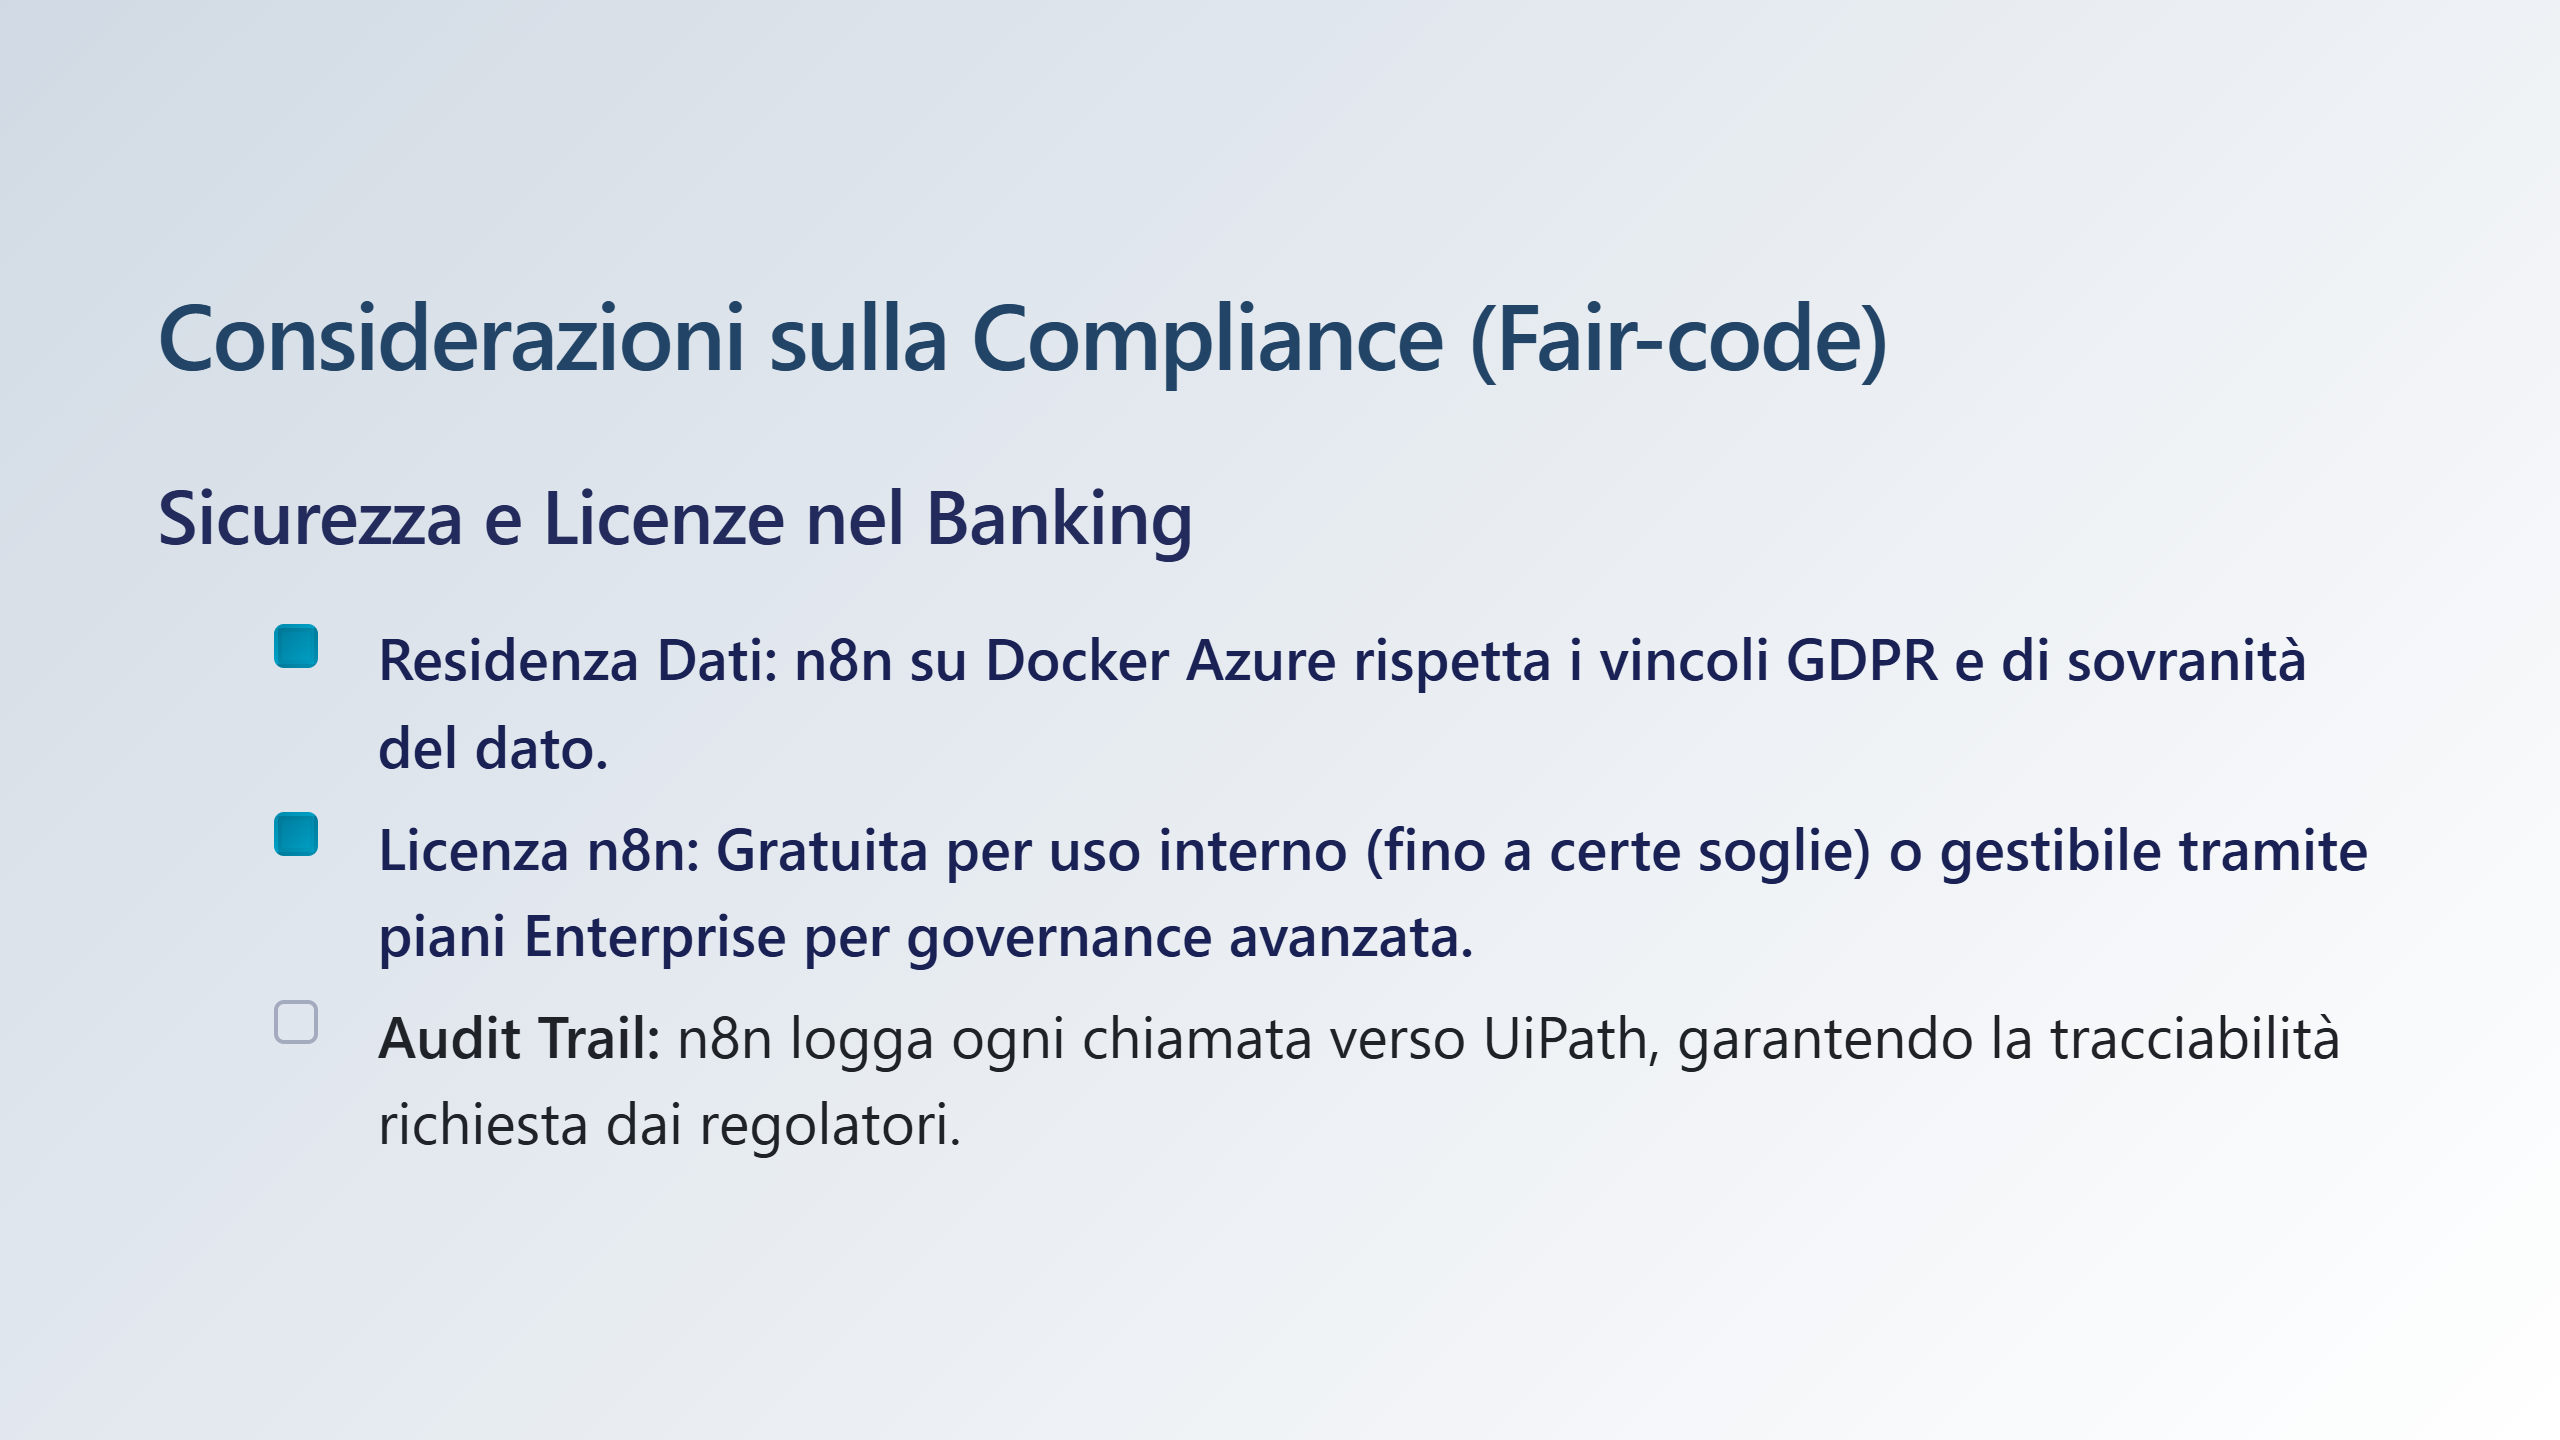 Considerazioni sulla Compliance (Fair-code)
Sicurezza e Licenze nel Banking
Residenza Dati: n8n su Docker Azure rispetta i vincoli GDPR e di sovranità
del dato.
Licenza n8n: Gratuita per uso interno (fino a certe soglie) o gestibile tramite
piani Enterprise per governance avanzata.
Audit Trail: n8n logga ogni chiamata verso UiPath, garantendo la tracciabilità
richiesta dai regolatori.